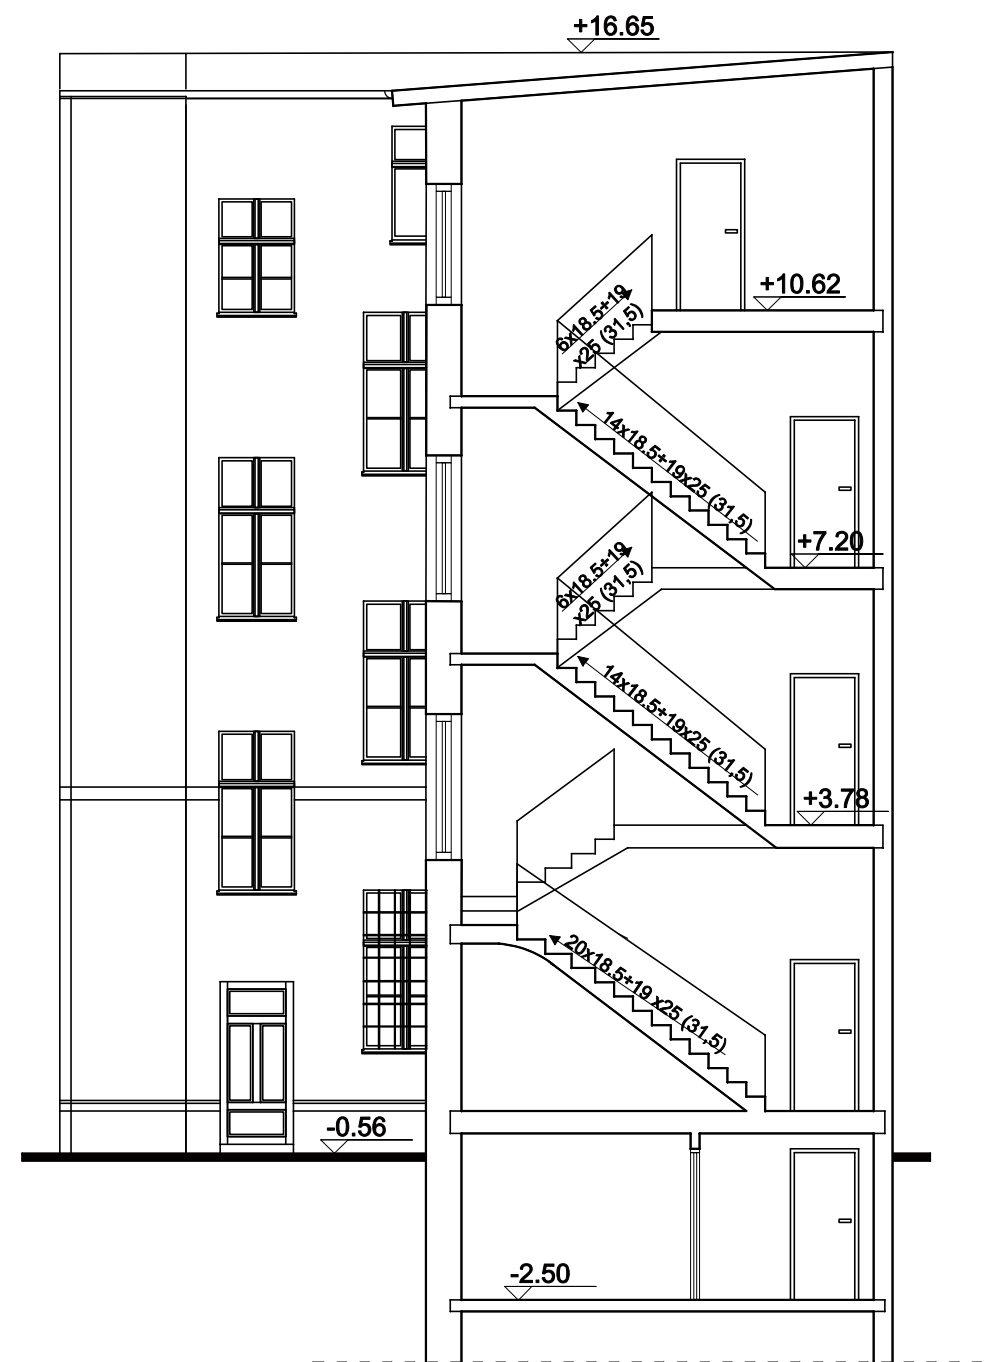 +16.65
+10.62
6x18.5+19
x25 (31,5)
14x18.5+19x25 (31,5)
+7.20
6x18.5+19
x25 (31,5)
14x18.5+19x25 (31,5)
+3.78
20x18.5+19 x25 (31,5)
-0.56
-2.50